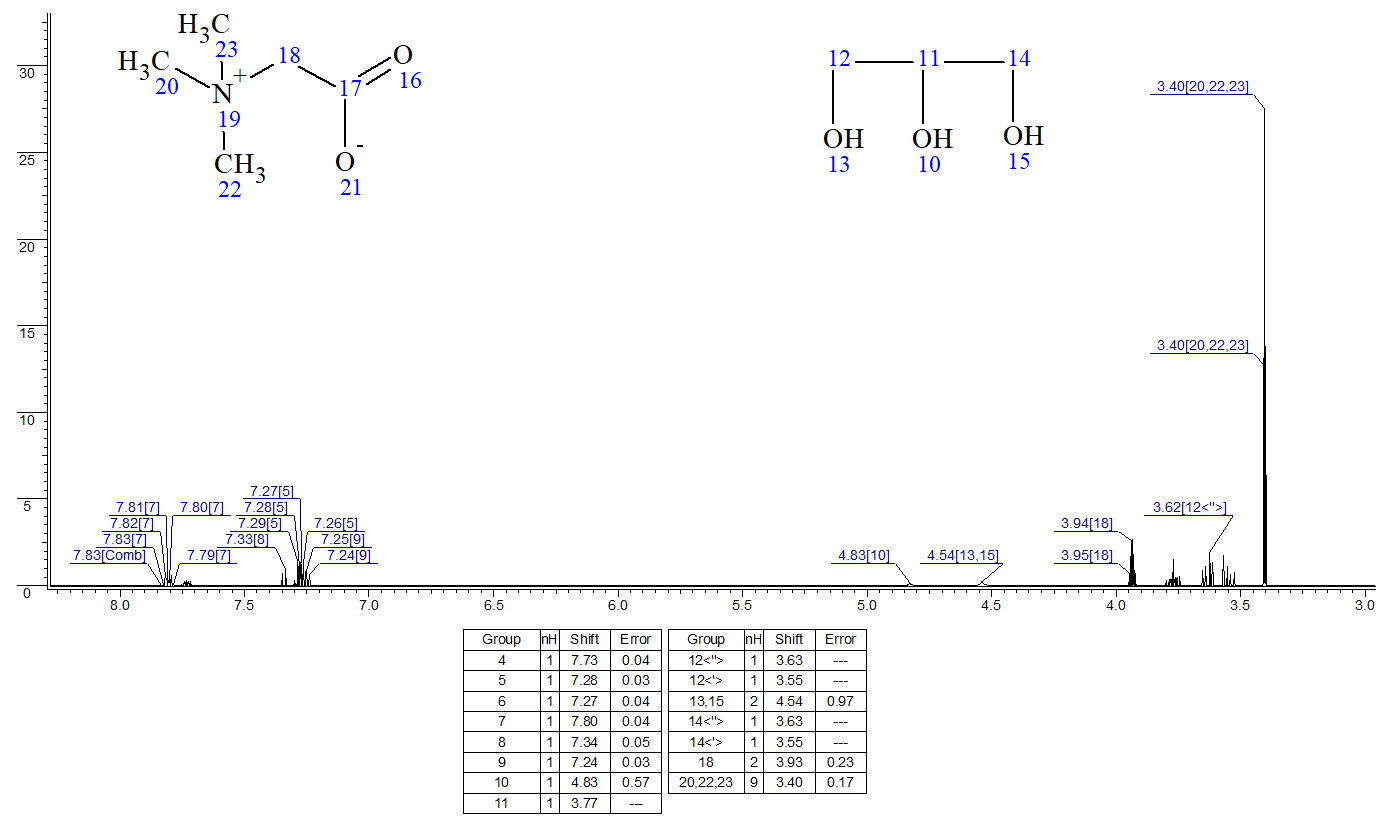 H3C
23
H3C
20
N
+
19
CH3
22
18
17
O
16
O
-
21
12
11
14
OH
13
OH
10
OH
15
30
25
20
15
10
5
0
3.40[20,22,23]
3.40[20,22,23]
7.27[5]
7.81[7]
7.80[7]
7.28[5]
7.82[7]
7.29[5]
7.26[5]
7.83[7]
7.33[8]
7.25[9]
7.83[Comb]
7.79[7]
7.24[9]
4.83[10]
4.54[13,15]
3.94[18]
3.95[18]
3.62[12<">]
8.0 7.5 7.0 6.5 6.0 5.5 5.0 4.5 4.0 3.5 3.0
Group nH Shift Error
4 1 7.73 0.04
5 1 7.28 0.03
6 1 7.27 0.04
7 1 7.80 0.04
8 1 7.34 0.05
9 1 7.24 0.03
10 1 4.83 0.57
11 1 3.77 ---
Group nH Shift Error
12<"> 1 3.63 ---
12<'> 1 3.55 ---
13,15 2 4.54 0.97
14<"> 1 3.63 ---
14<'> 1 3.55 ---
18 2 3.93 0.23
20,22,23 9 3.40 0.17